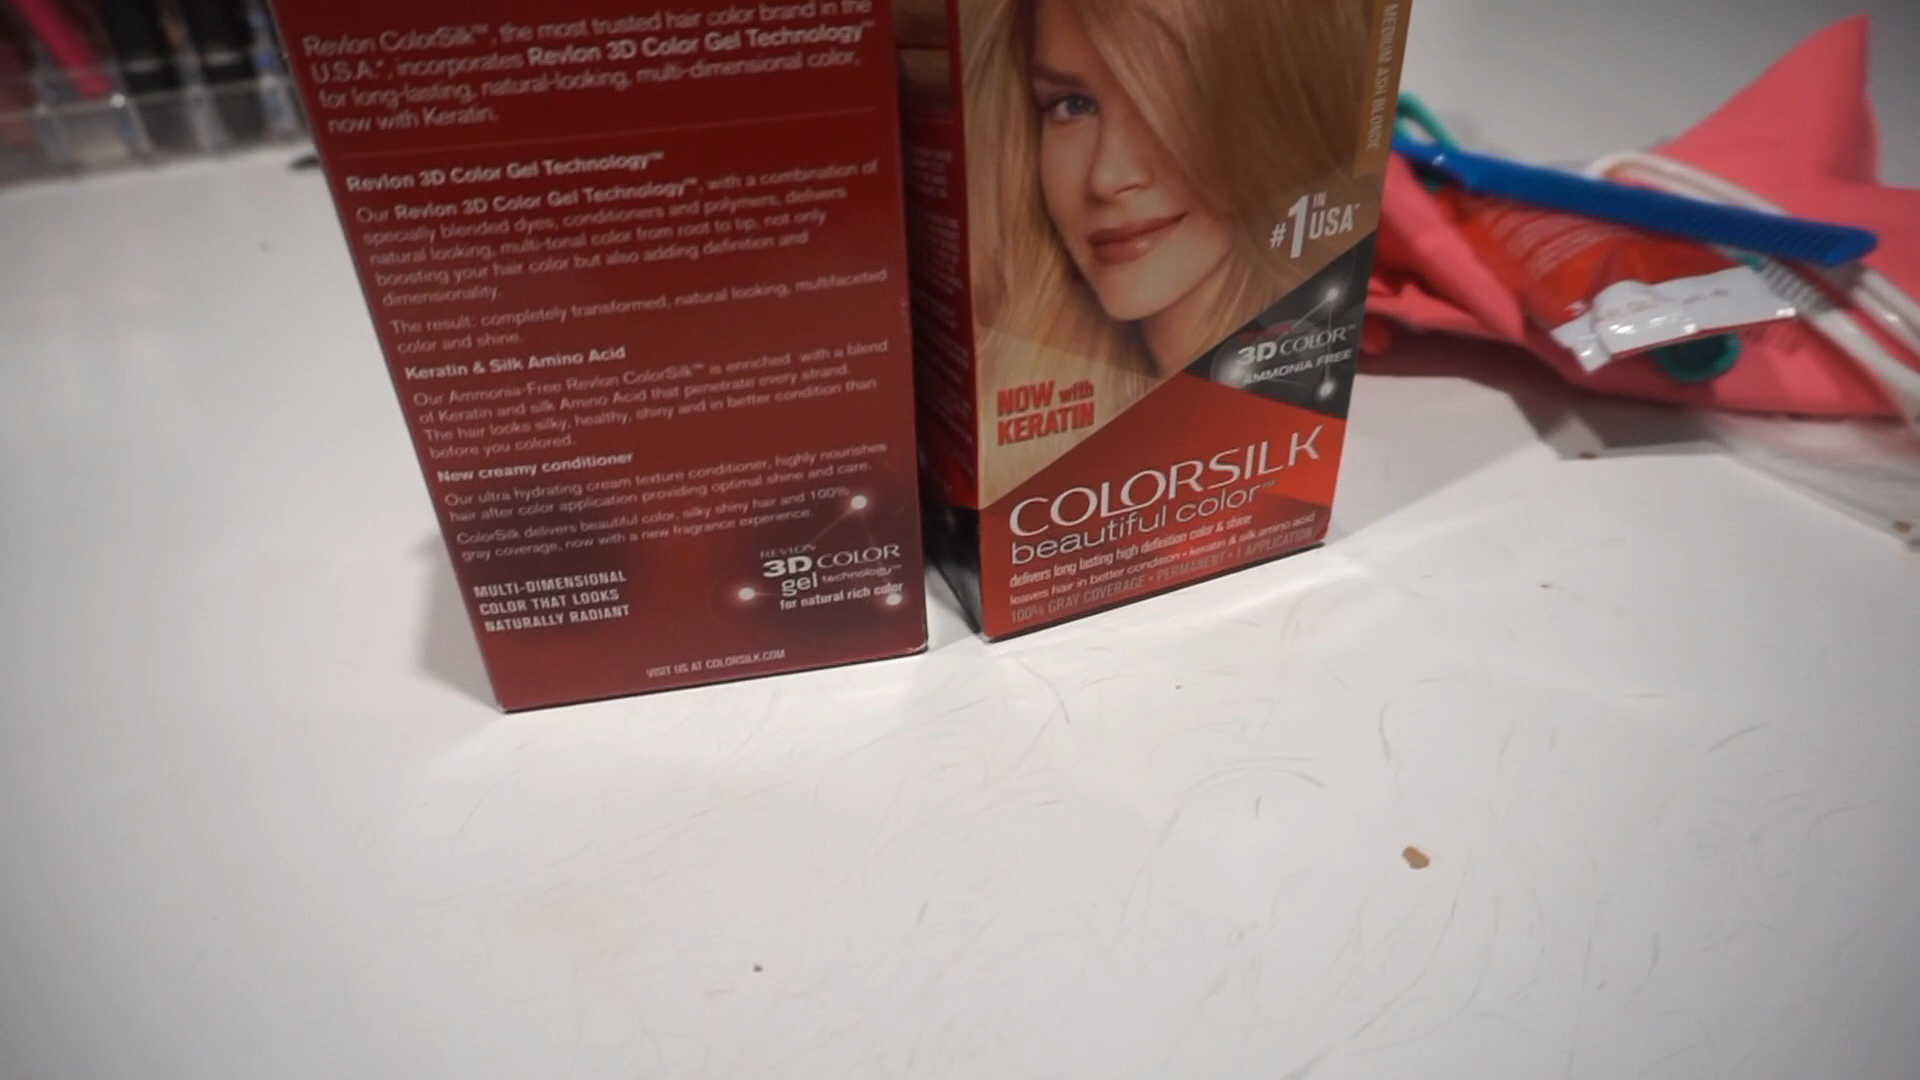 Revlon ColorSilk™, the most trusted hair color brand in the
U.S.A.*, incorporates Revlon 3D Color Gel Technology™
for long-lasting, natural-looking, multi-dimensional color,
now with Keratin.
Revlon 3D Color Gel Technology™
Our Revlon 3D Color Gel Technology™, with a combination of
specially blended dyes, conditioners and polymers, delivers
natural looking, multi-tonal color from root to tip, not only
boosting your hair color but also adding definition and
dimensionality.
The result: completely transformed, natural looking, multifaceted
color and shine.
Keratin & Silk Amino Acid
Our Ammonia-Free Revlon ColorSilk™ is enriched with a blend
of Keratin and silk Amino Acid that penetrate every strand.
The hair looks silky, healthy, shiny and in better condition than
before you colored.
New creamy conditioner
Our ultra hydrating cream texture conditioner, highly nourishes
hair after color application providing optimal shine and care.
ColorSilk delivers beautiful color, silky shiny hair and 100%
gray coverage, now with a new fragrance experience.
MULTI-DIMENSIONAL
COLOR THAT LOOKS
NATURALLY RADIANT
REVLON
3D COLOR
gel technology™
for natural rich color
VISIT US AT COLORSILK.COM
MEDIUM ASH BLONDE
#1 IN USA*
3D COLOR™
AMMONIA FREE
NOW with
KERATIN
COLORSILK
beautiful color™
delivers long lasting high definition color & shine
leaves hair in better condition • keratin & silk amino acid
100% GRAY COVERAGE • PERMANENT • 1 APPLICATION